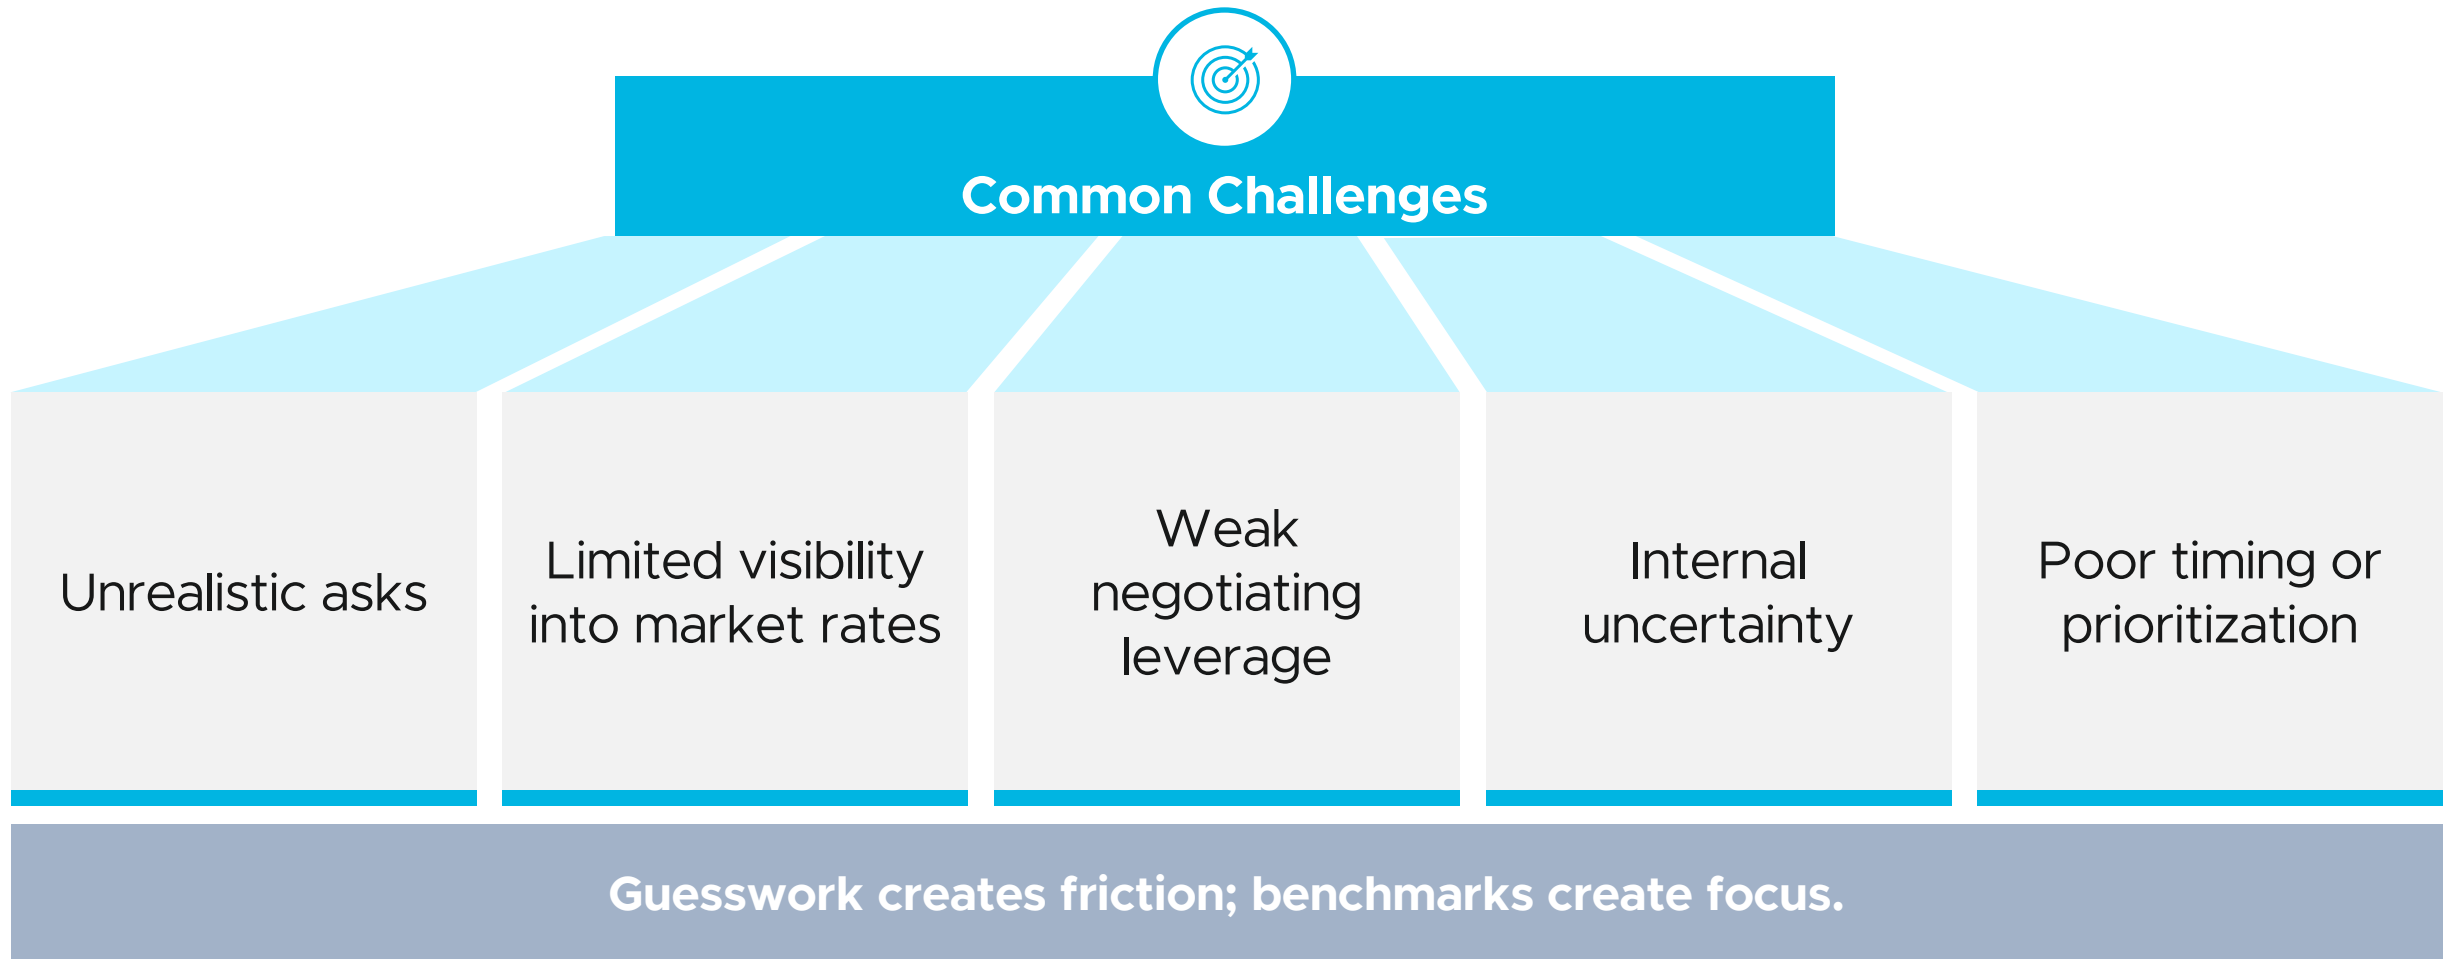 Common Challenges
Unrealistic asks
Limited visibility
into market rates
Weak
negotiating
leverage
Internal
uncertainty
Poor timing or
prioritization
Guesswork creates friction; benchmarks create focus.